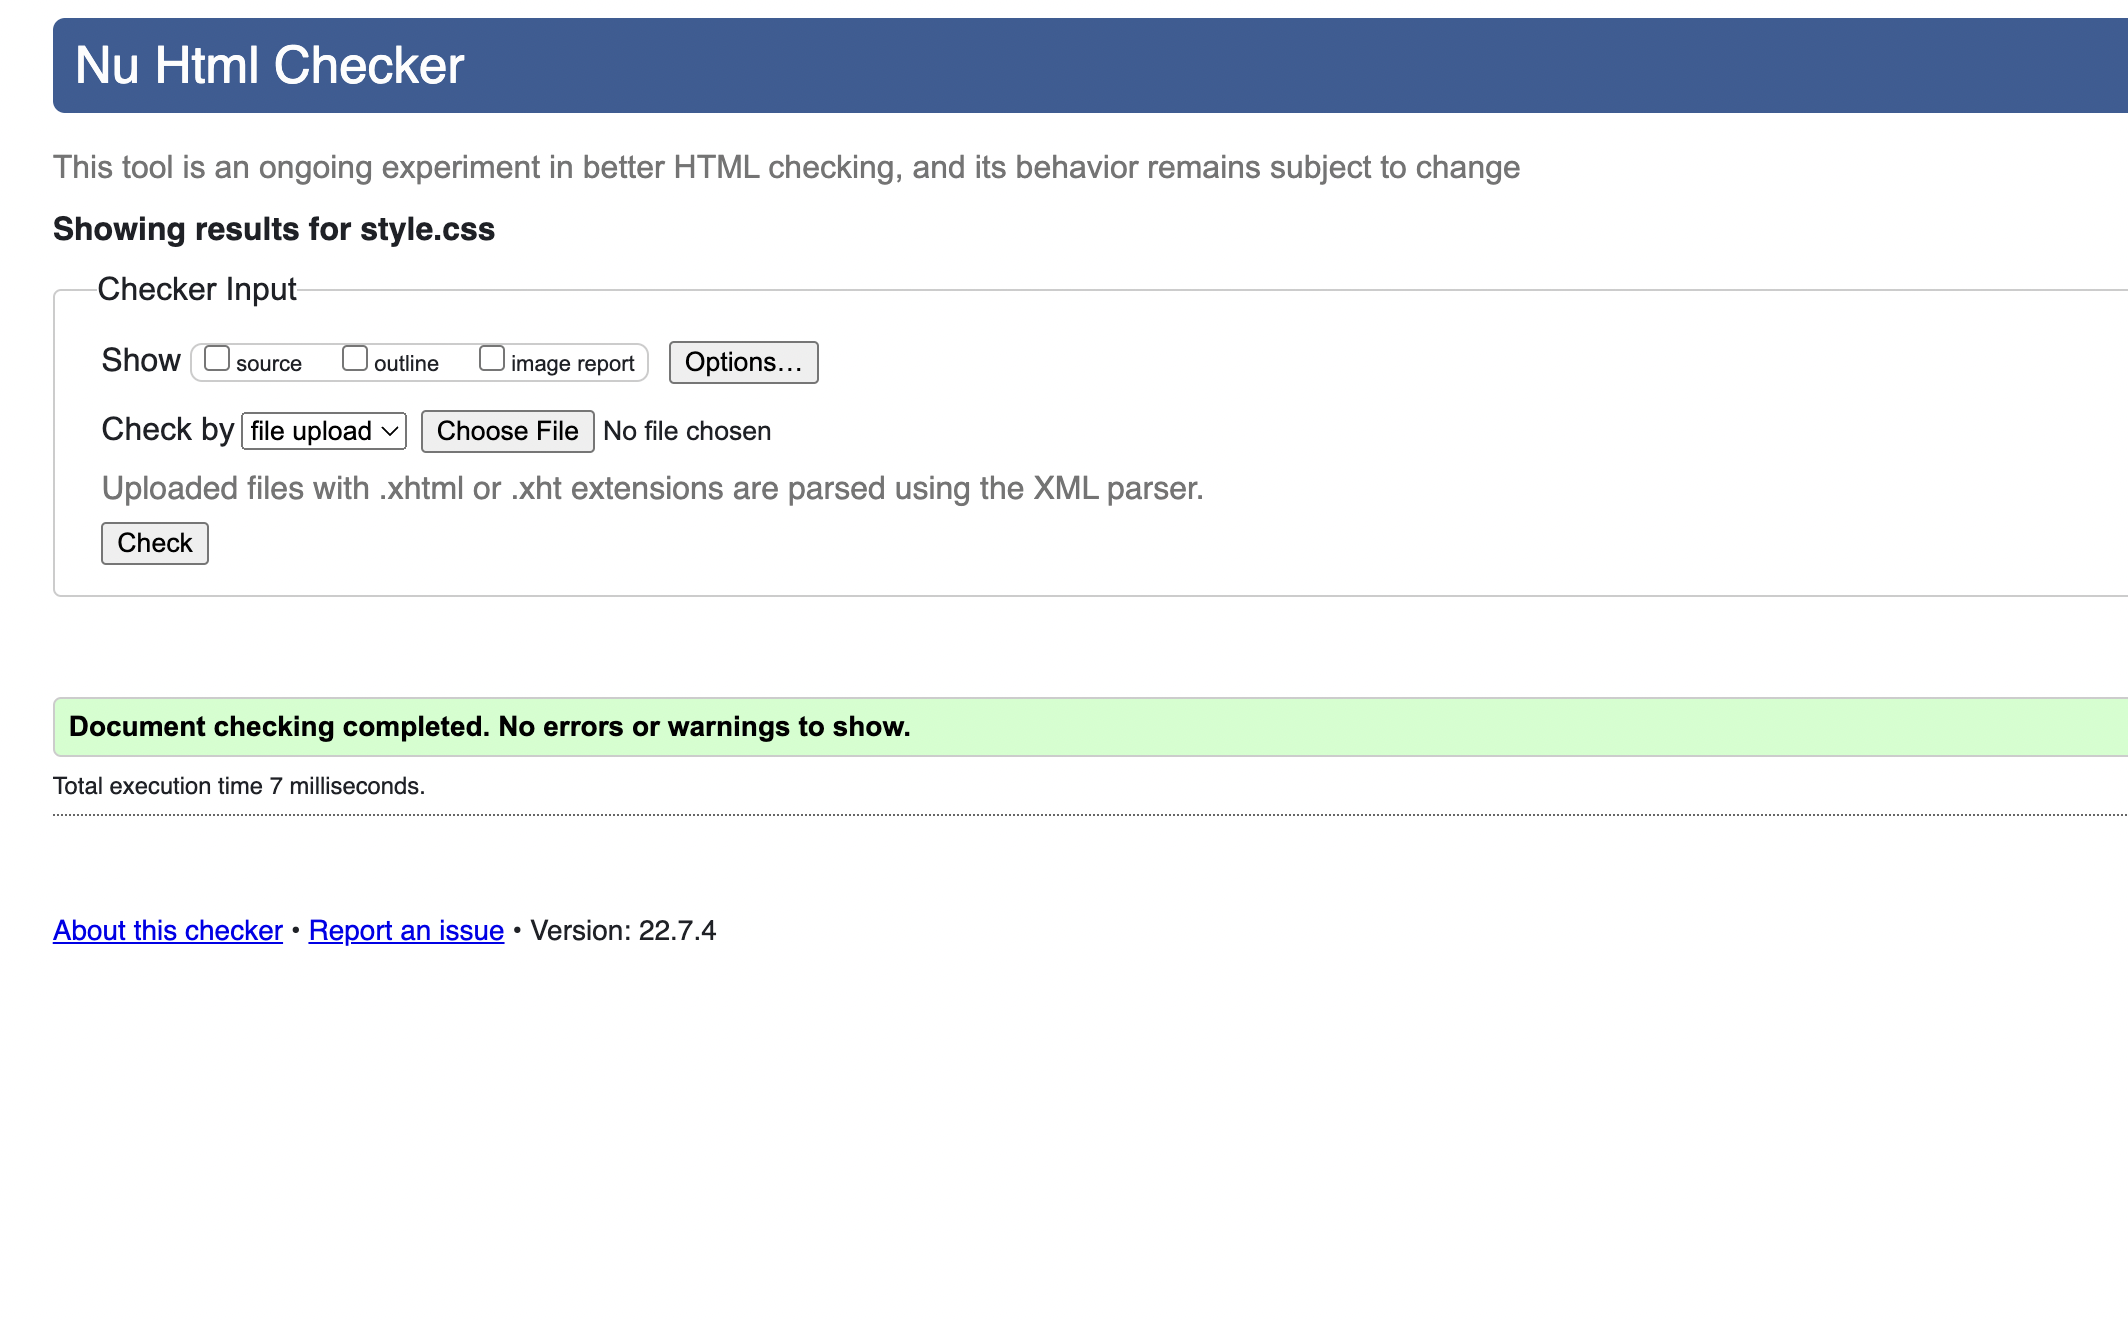 Nu Html Checker
This tool is an ongoing experiment in better HTML checking, and its behavior remains subject to change
Showing results for style.css
Checker Input
Show source outline image report Options...
Check by file upload Choose File No file chosen
Uploaded files with .xhtml or .xht extensions are parsed using the XML parser.
Check
Document checking completed. No errors or warnings to show.
Total execution time 7 milliseconds.
About this checker • Report an issue • Version: 22.7.4